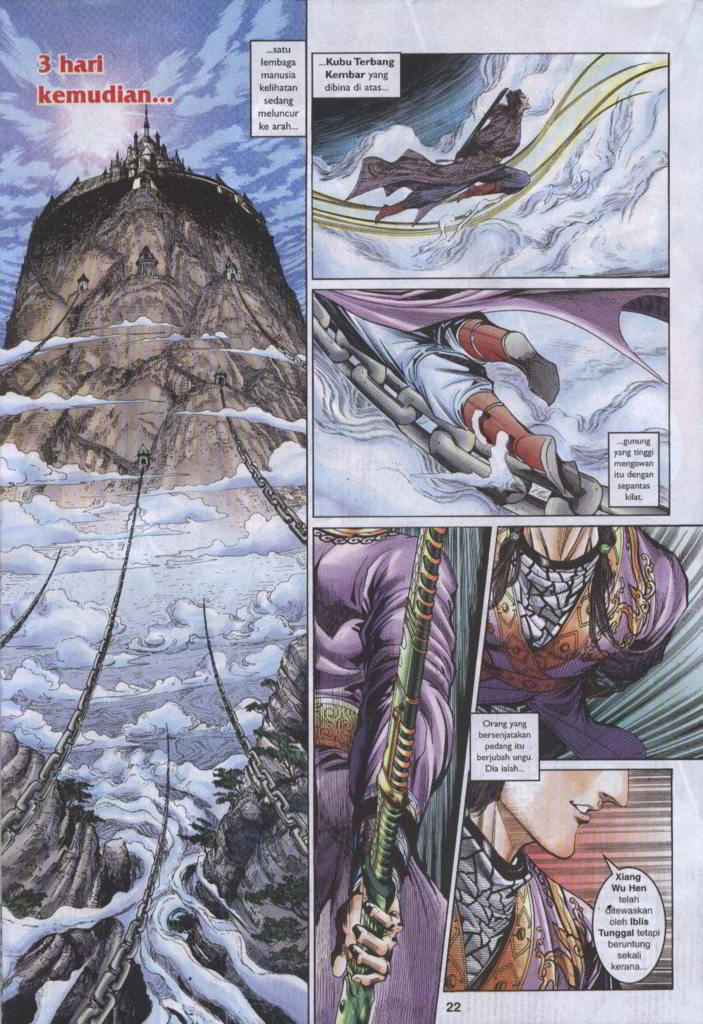 3 hari
kemudian...
...satu
lembaga
manusia
kelihatan
sedang
meluncur
ke arah...
...Kubu Terbang
Kembar yang
dibina di atas...
...gunung
yang tinggi
mengawan
itu dengan
sepantas
kilat.
Orang yang
bersenjatakan
pedang itu
berjubah ungu.
Dia ialah...
Xiang
Wu Hen
telah
ditewaskan
oleh Iblis
Tunggal tetapi
beruntung
sekali
kerana...
22